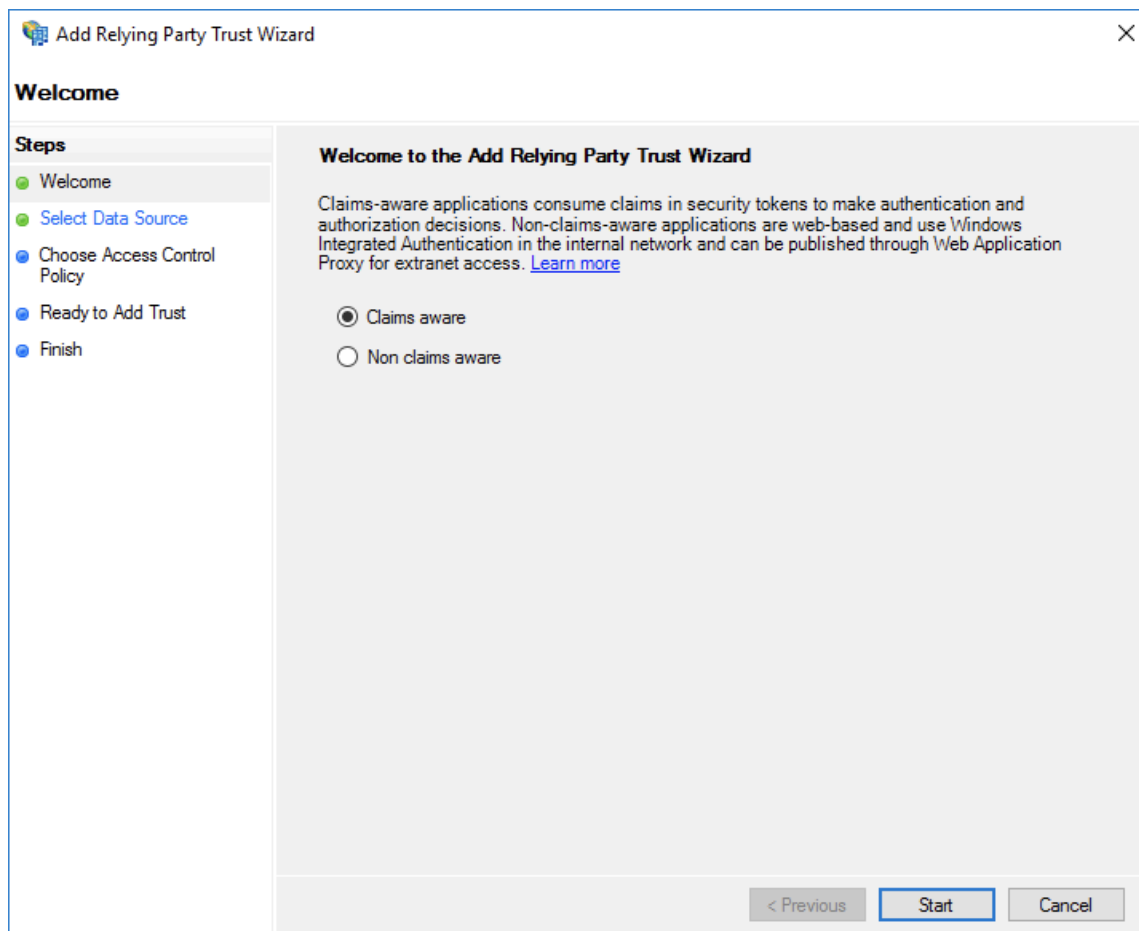 Add Relying Party Trust Wizard
Welcome
Steps
Welcome
Select Data Source
Choose Access Control
Policy
Ready to Add Trust
Finish
Welcome to the Add Relying Party Trust Wizard
Claims-aware applications consume claims in security tokens to make authentication and
authorization decisions. Non-claims-aware applications are web-based and use Windows
Integrated Authentication in the internal network and can be published through Web Application
Proxy for extranet access. Learn more
Claims aware
Non claims aware
< Previous
Start
Cancel